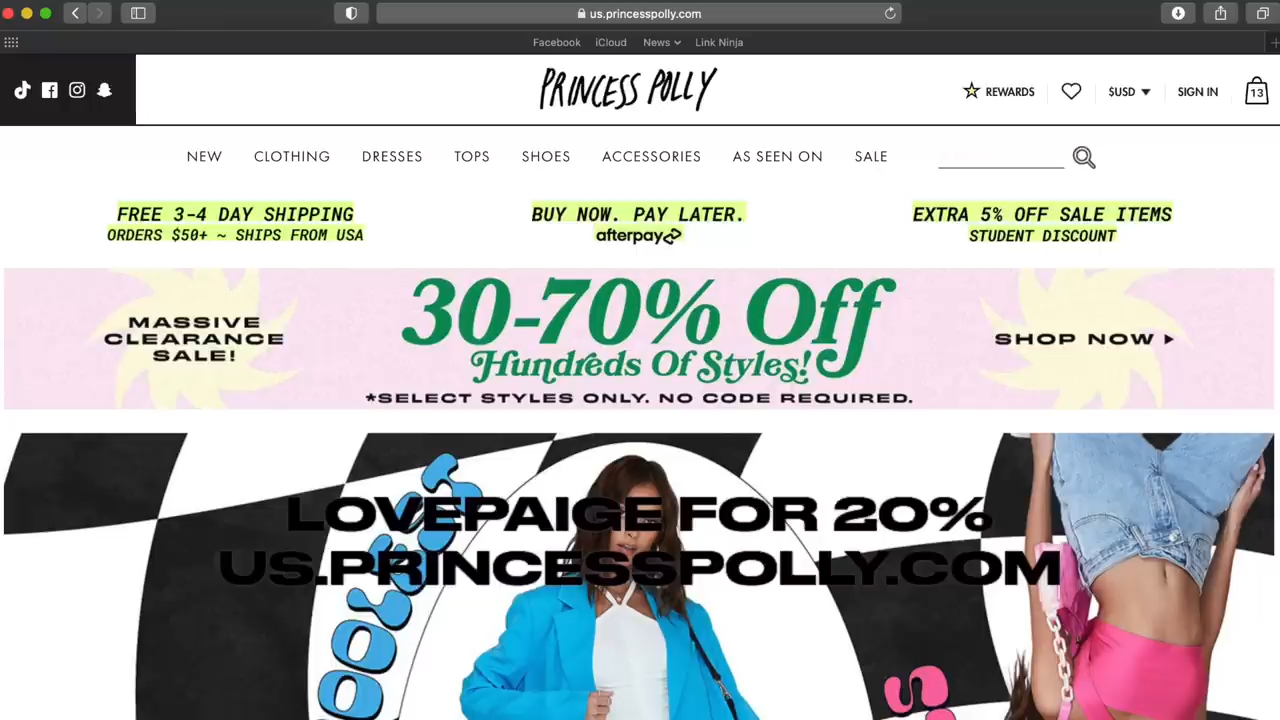 us.princesspolly.com
Facebook iCloud News Link Ninja
PRINCESS POLLY
REWARDS $USD SIGN IN 13
NEW CLOTHING DRESSES TOPS SHOES ACCESSORIES AS SEEN ON SALE
FREE 3-4 DAY SHIPPING
ORDERS $50+ ~ SHIPS FROM USA
BUY NOW. PAY LATER.
afterpay
EXTRA 5% OFF SALE ITEMS
STUDENT DISCOUNT
MASSIVE
CLEARANCE
SALE!
30-70% Off
Hundreds Of Styles!
*SELECT STYLES ONLY. NO CODE REQUIRED.
SHOP NOW
LOVEPAIGE FOR 20%
US.PRINCESSPOLLY.COM